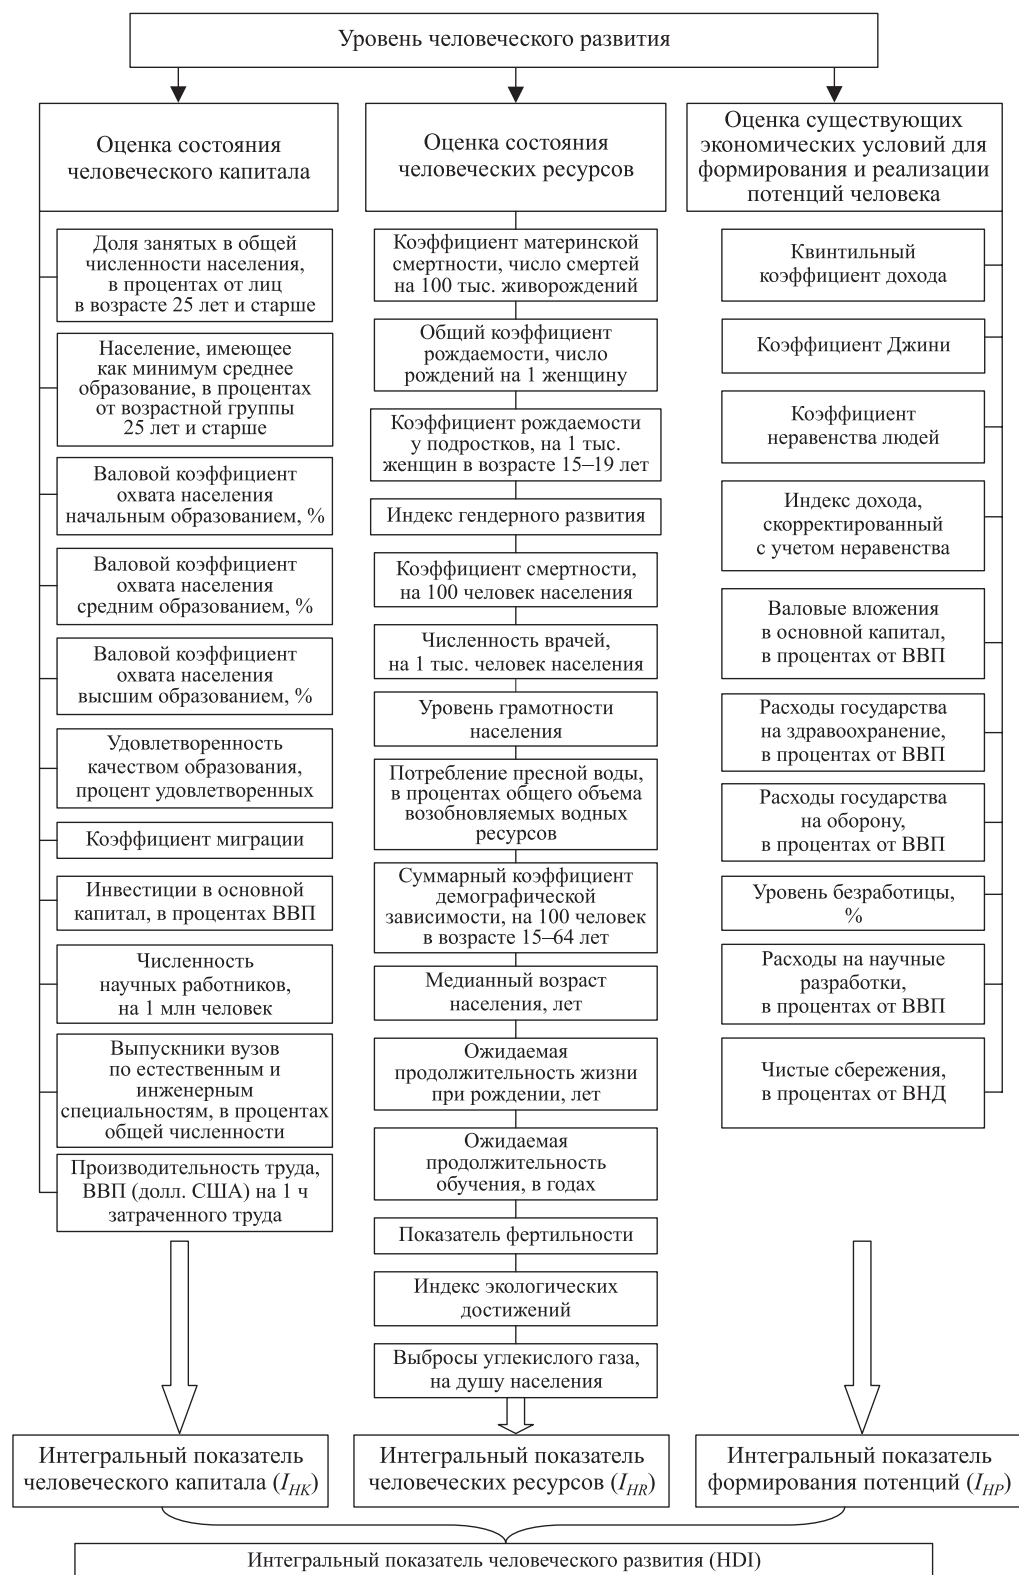 Уровень человеческого развития
Оценка состояния
человеческого капитала
Доля занятых в общей
численности населения,
в процентах от лиц
в возрасте 25 лет и старше
Население, имеющее
как минимум среднее
образование, в процентах
от возрастной группы
25 лет и старше
Валовой коэффициент
охвата населения
начальным образованием, %
Валовой коэффициент
охвата населения
средним образованием, %
Валовой коэффициент
охвата населения
высшим образованием, %
Удовлетворенность
качеством образования,
процент удовлетворенных
Коэффициент миграции
Инвестиции в основной
капитал, в процентах ВВП
Численность
научных работников,
на 1 млн человек
Выпускники вузов
по естественным и
инженерным
специальностям, в процентах
общей численности
Производительность труда,
ВВП (долл. США) на 1 ч
затраченного труда
Оценка состояния
человеческих ресурсов
Коэффициент материнской
смертности, число смертей
на 100 тыс. живорождений
Общий коэффициент
рождаемости, число
рождений на 1 женщину
Коэффициент рождаемости
у подростков, на 1 тыс.
женщин в возрасте 15–19 лет
Индекс гендерного развития
Коэффициент смертности,
на 100 человек населения
Численность врачей,
на 1 тыс. человек населения
Уровень грамотности
населения
Потребление пресной воды,
в процентах общего объема
возобновляемых водных
ресурсов
Суммарный коэффициент
демографической
зависимости, на 100 человек
в возрасте 15–64 лет
Медианный возраст
населения, лет
Ожидаемая
продолжительность жизни
при рождении, лет
Ожидаемая
продолжительность
обучения, в годах
Показатель фертильности
Индекс экологических
достижений
Выбросы углекислого газа,
на душу населения
Оценка существующих
экономических условий для
формирования и реализации
потенций человека
Квинтильный
коэффициент дохода
Коэффициент Джини
Коэффициент
неравенства людей
Индекс дохода,
скорректированный
с учетом неравенства
Валовые вложения
в основной капитал,
в процентах от ВВП
Расходы государства
на здравоохранение,
в процентах от ВВП
Расходы государства
на оборону,
в процентах от ВВП
Уровень безработицы,
%
Расходы на научные
разработки,
в процентах от ВВП
Чистые сбережения,
в процентах от ВНД
Интегральный показатель
человеческого капитала (I_HK)
Интегральный показатель
человеческих ресурсов (I_HR)
Интегральный показатель
формирования потенций (I_HP)
Интегральный показатель человеческого развития (HDI)